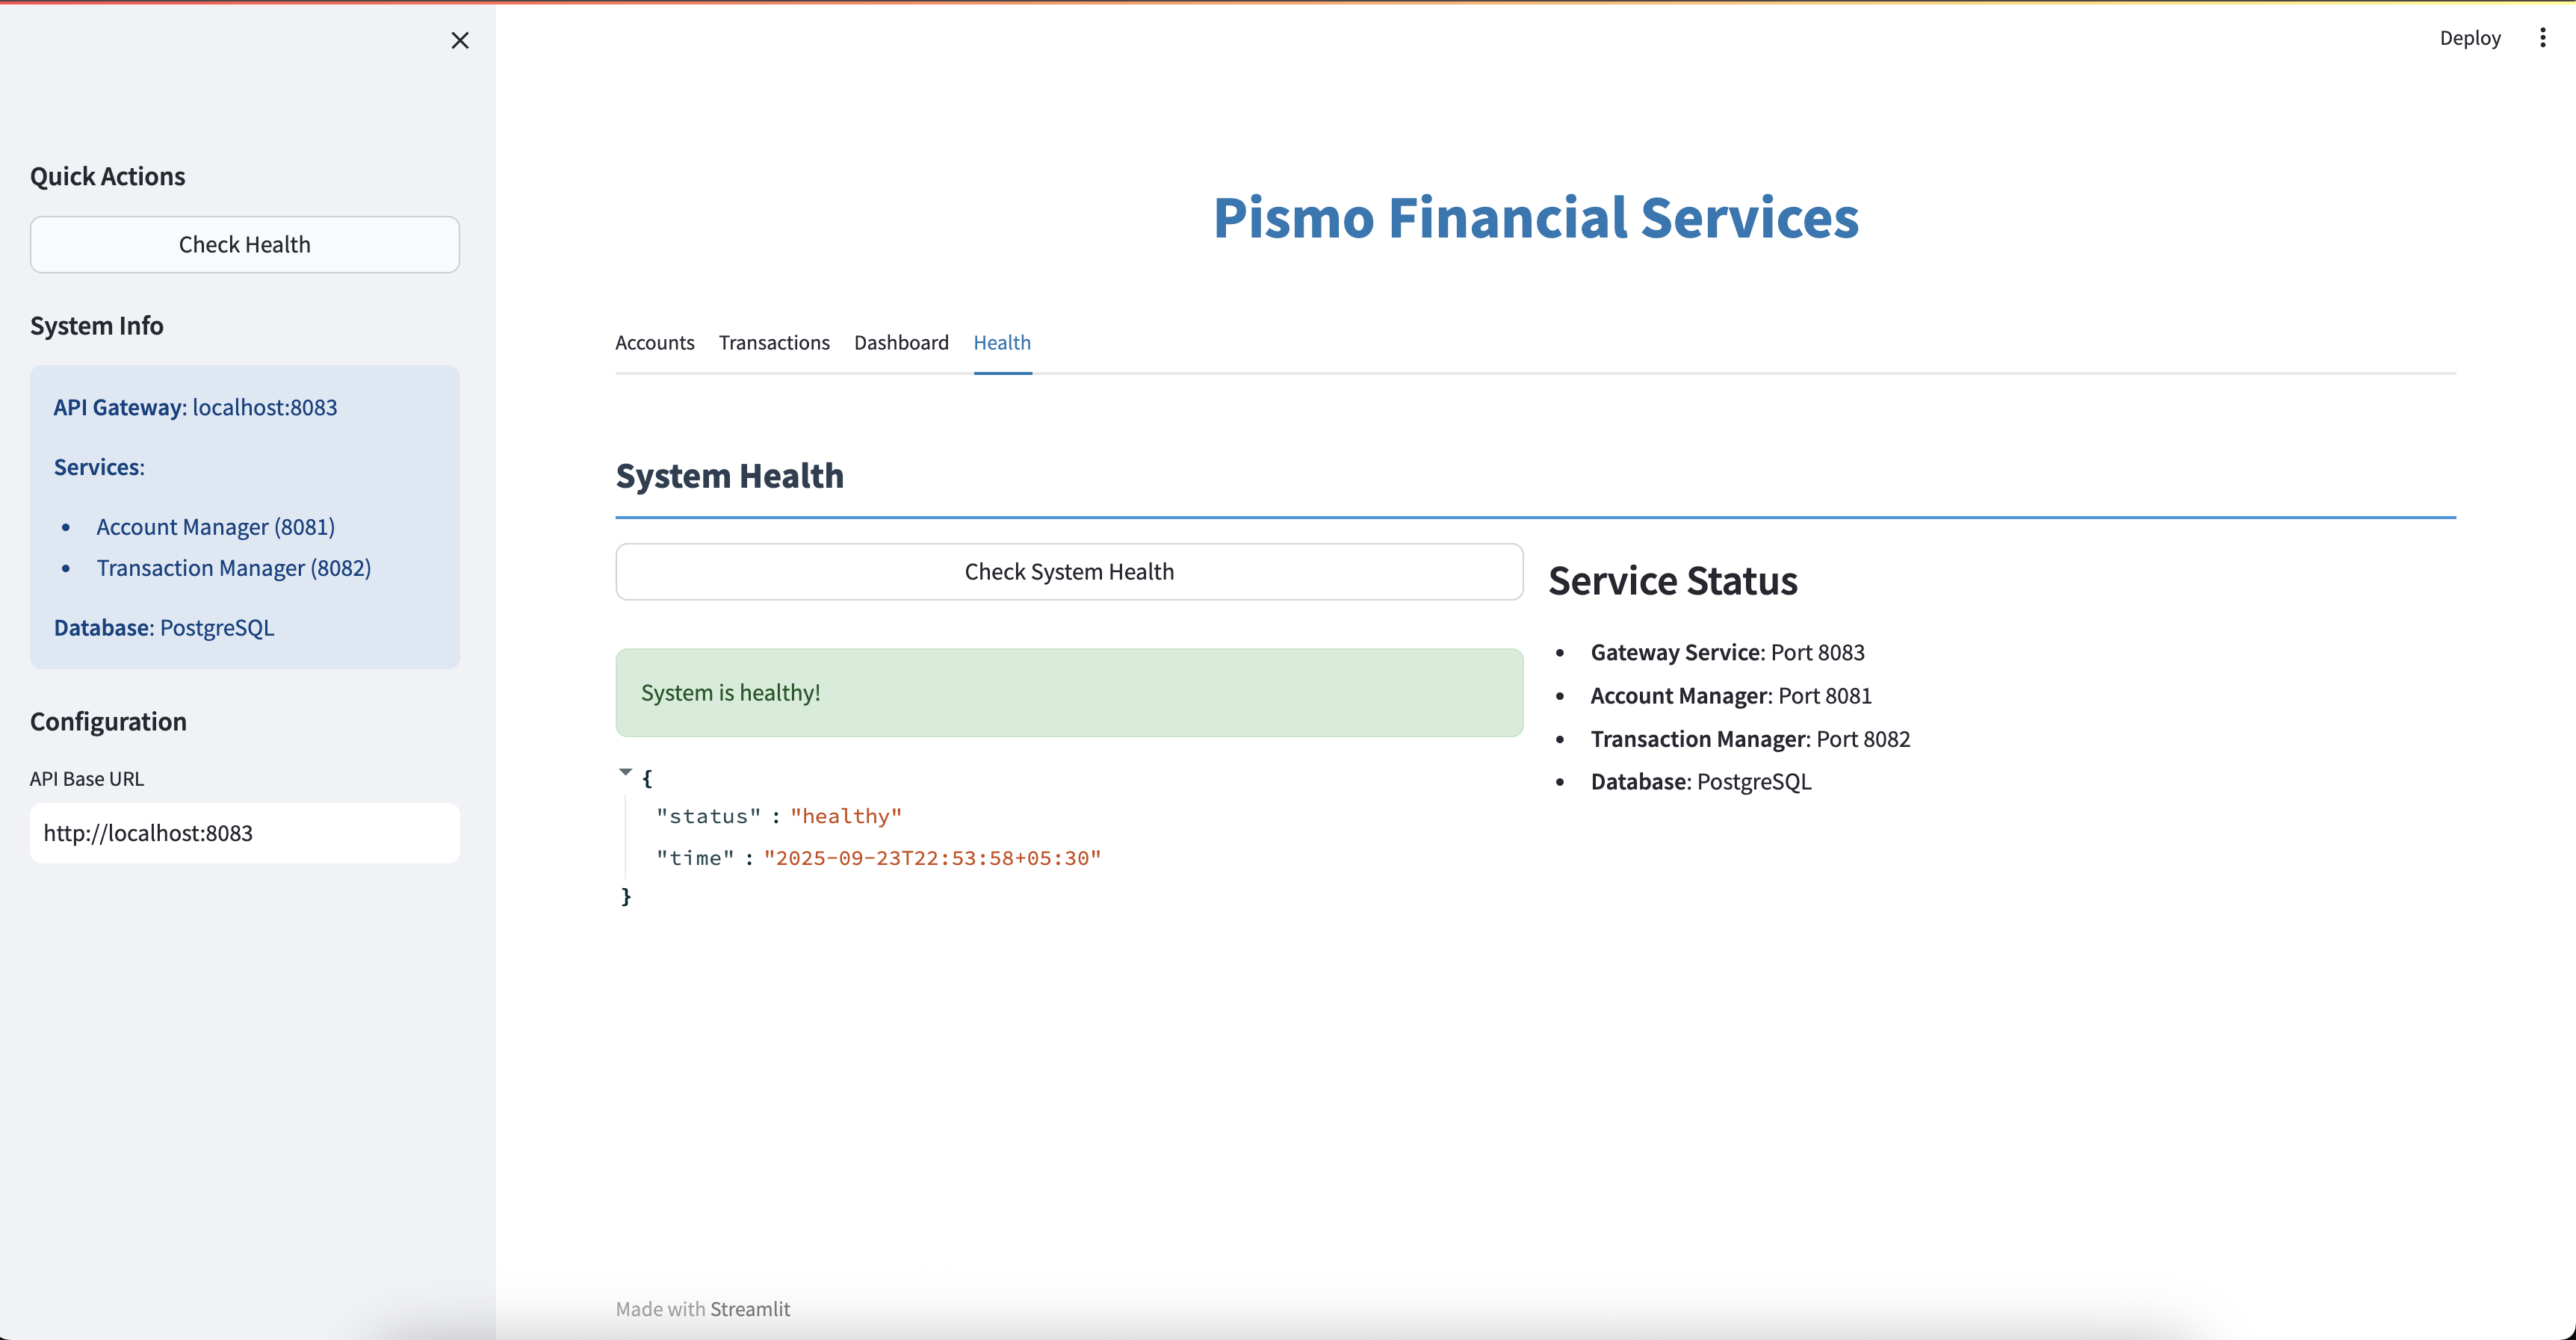 Deploy
Quick Actions
Check Health
System Info
API Gateway: localhost:8083
Services:
• Account Manager (8081)
• Transaction Manager (8082)
Database: PostgreSQL
Configuration
API Base URL
http://localhost:8083
Pismo Financial Services
Accounts Transactions Dashboard Health
System Health
Check System Health
System is healthy!
{
"status" : "healthy"
"time" : "2025-09-23T22:53:58+05:30"
}
Service Status
• Gateway Service: Port 8083
• Account Manager: Port 8081
• Transaction Manager: Port 8082
• Database: PostgreSQL
Made with Streamlit